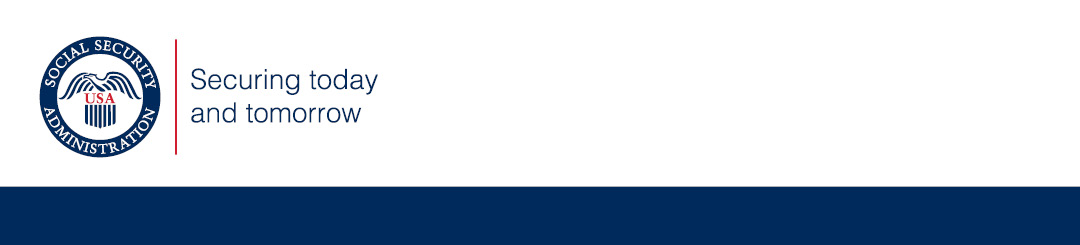 SOCIAL SECURITY
USA
ADMINISTRATION
Securing today
and tomorrow